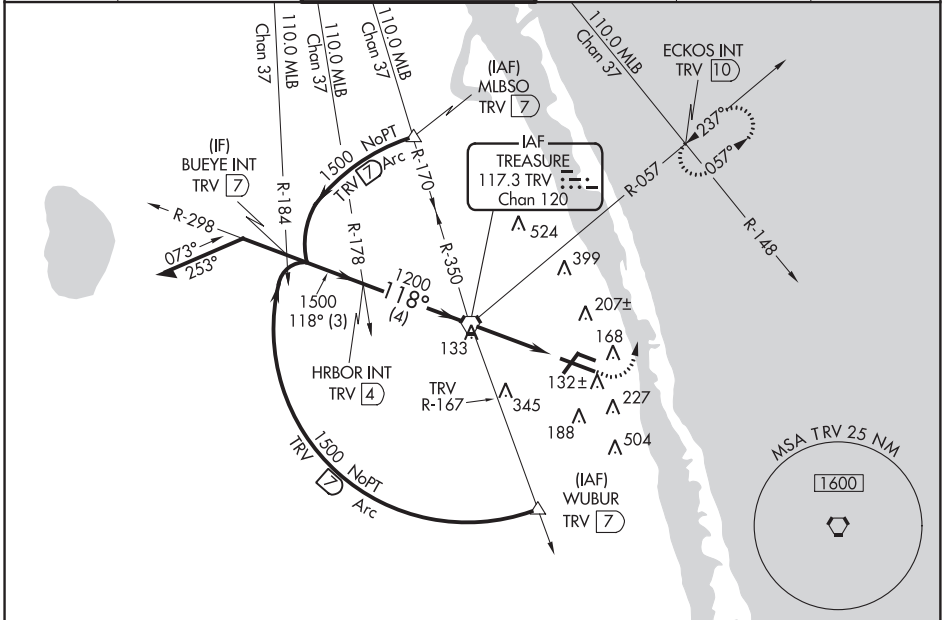 110.0 MLB
Chan 37
110.0 MLB
Chan 37
110.0 MLB
Chan 37
110.0 MLB
Chan 37
ECKOS INT
TRV 10
(IAF)
MLBSO
TRV 7
237°
057°
IAF
TREASURE
117.3 TRV
Chan 120
1500 NoPT
TRV 7 Arc
(IF)
BUEYE INT
TRV 7
R-184
R-178
R-170
R-350
R-057
R-148
R-298
073°
253°
524
399
207±
168
1500
118° (3)
1200
118°
(4)
133
HRBOR INT
TRV 4
132±
TRV
R-167
345
227
188
504
1500 NoPT
TRV 7 Arc
(IAF)
WUBUR
TRV 7
MSA TRV 25 NM
1600